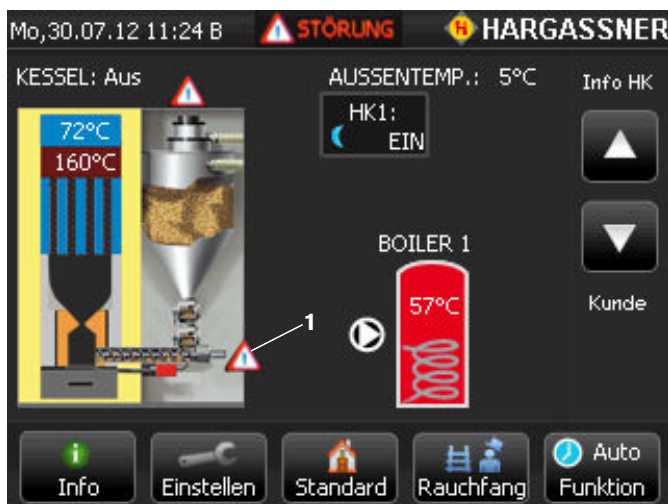 Mo,30.07.12 11:24 B
STÖRUNG
HARGASSNER
KESSEL: Aus
AUSSENTEMP.: 5°C
Info HK
HK1:
EIN
72°C
160°C
BOILER 1
57°C
1
Kunde
Info
Einstellen
Standard
Rauchfang
Auto
Funktion